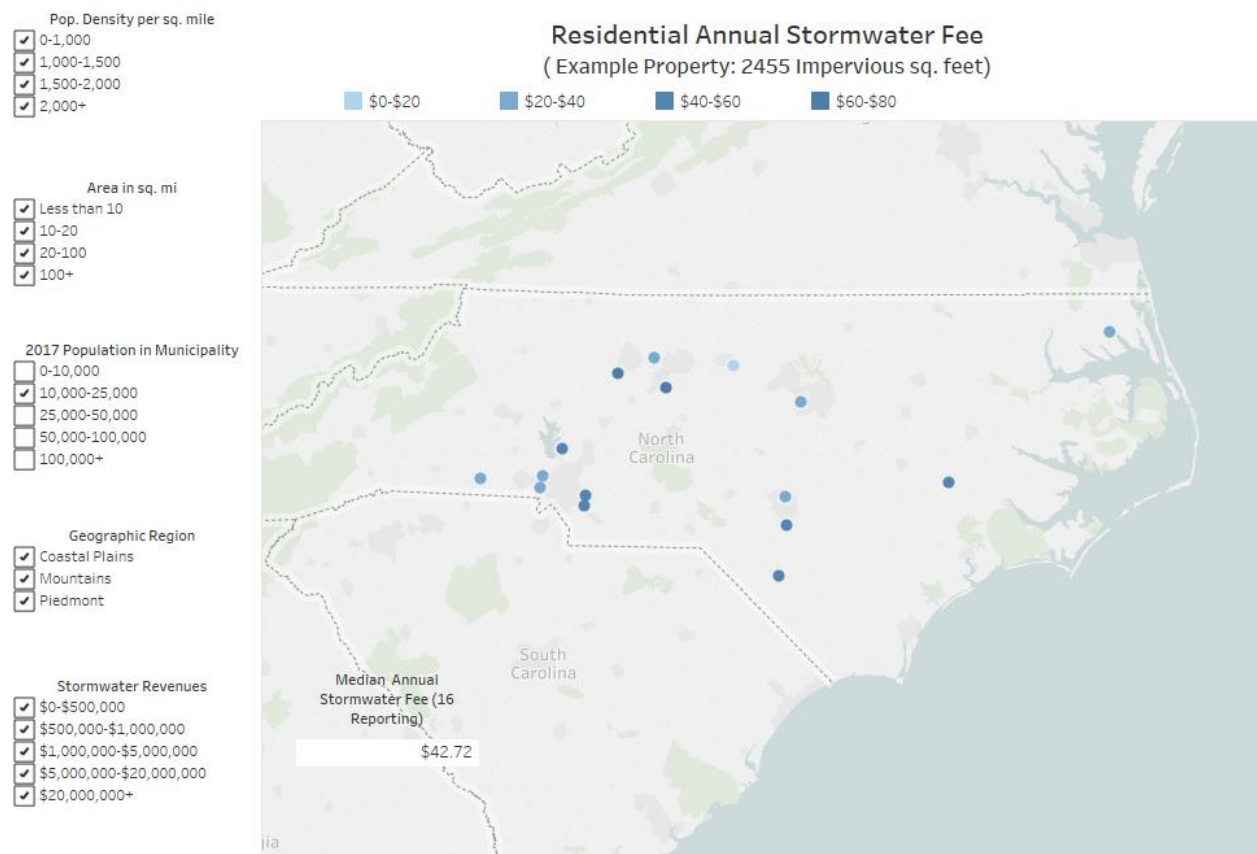 Pop. Density per sq. mile
0-1,000
1,000-1,500
1,500-2,000
2,000+
Area in sq. mi
Less than 10
10-20
20-100
100+
2017 Population in Municipality
0-10,000
10,000-25,000
25,000-50,000
50,000-100,000
100,000+
Geographic Region
Coastal Plains
Mountains
Piedmont
Stormwater Revenues
$0-$500,000
$500,000-$1,000,000
$1,000,000-$5,000,000
$5,000,000-$20,000,000
$20,000,000+
Residential Annual Stormwater Fee
( Example Property: 2455 Impervious sq. feet)
$0-$20 $20-$40 $40-$60 $60-$80
North
Carolina
South
Carolina
Median Annual
Stormwater Fee (16
Reporting)
$42.72